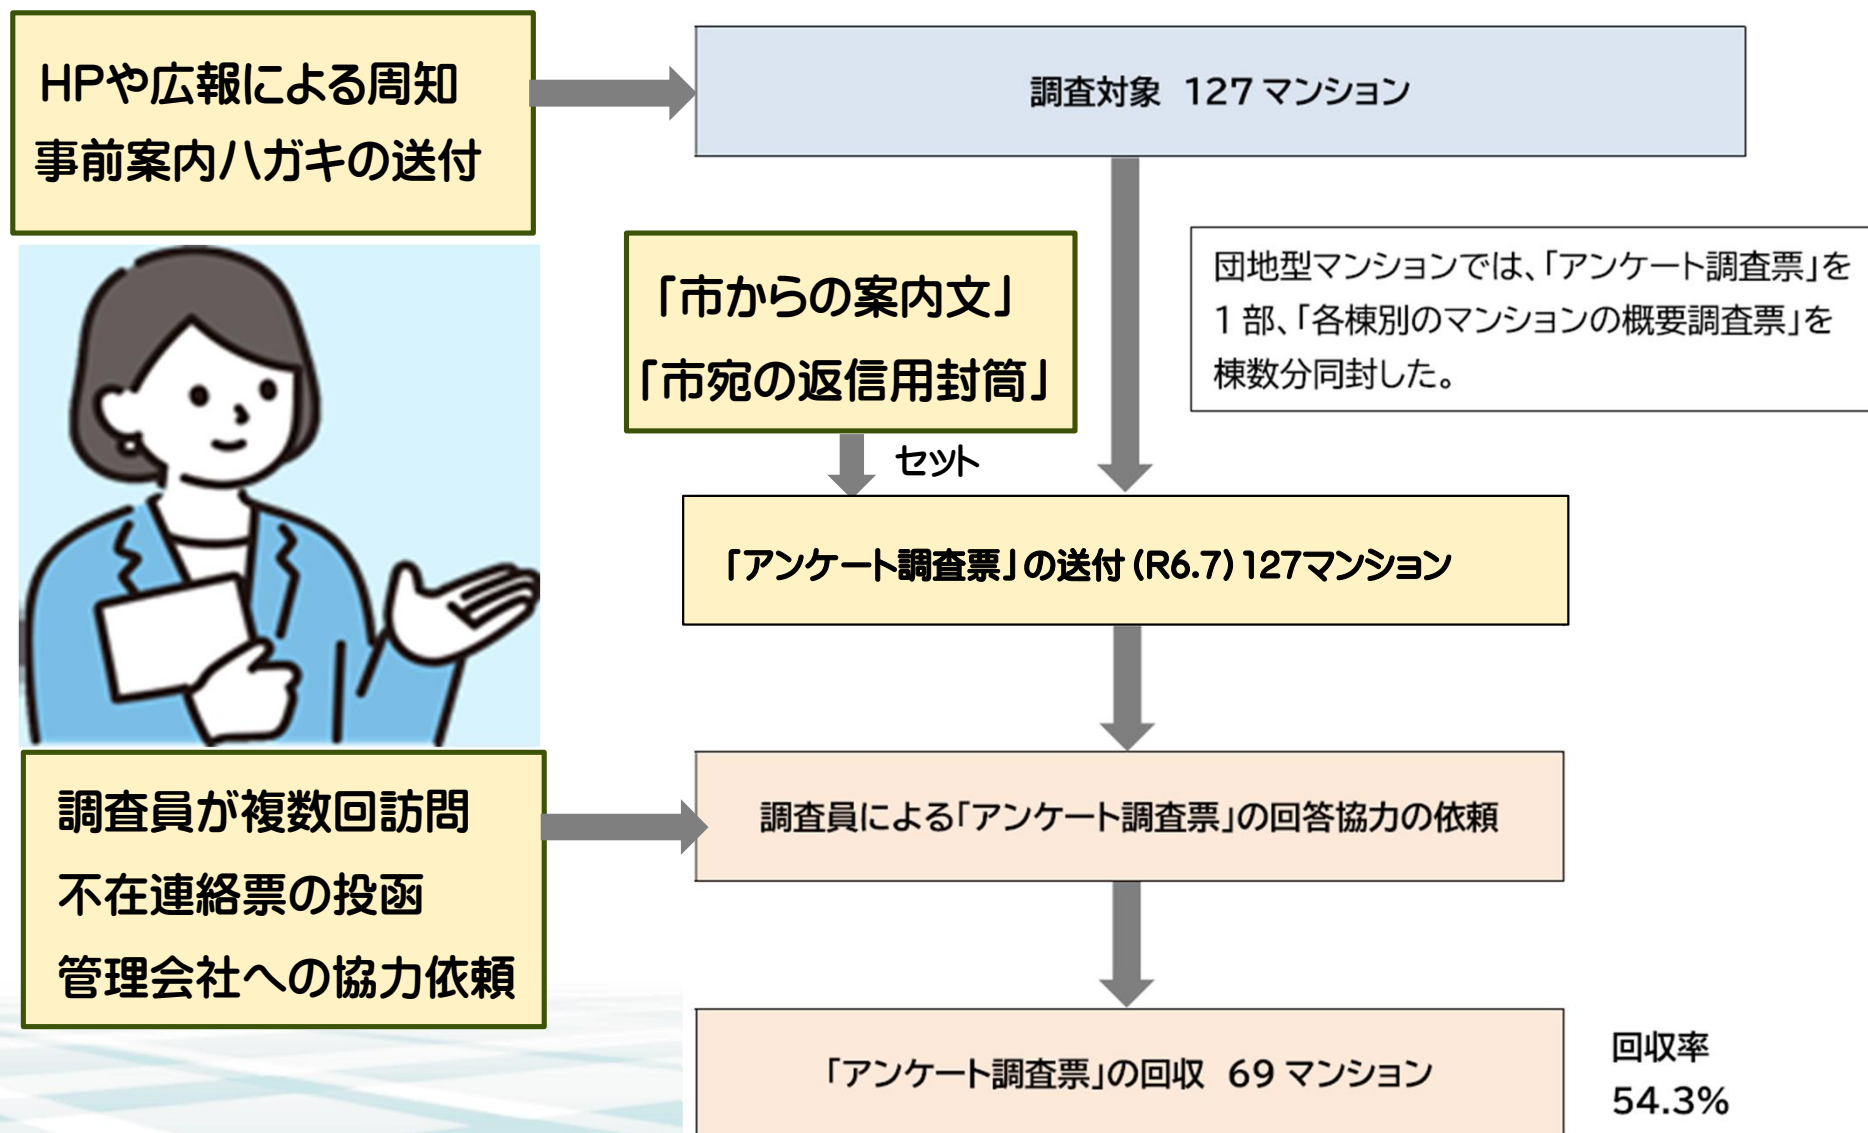 HPや広報による周知
事前案内ハガキの送付
調査対象 127マンション
「市からの案内文」
「市宛の返信用封筒」
団地型マンションでは、「アンケート調査票」を
1部、「各棟別のマンションの概要調査票」を
棟数分同封した。
セット
「アンケート調査票」の送付(R6.7)127マンション
調査員が複数回訪問
不在連絡票の投函
管理会社への協力依頼
調査員による「アンケート調査票」の回答協力の依頼
「アンケート調査票」の回収 69マンション
回収率
54.3%